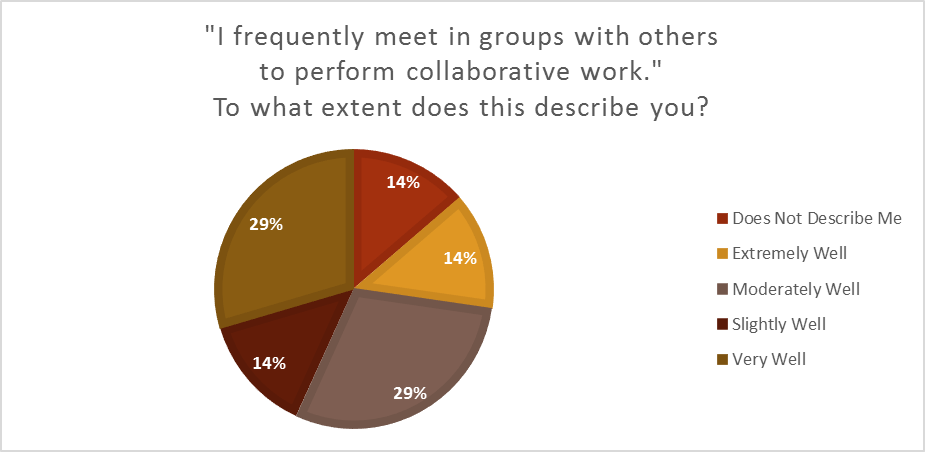 "I frequently meet in groups with others
to perform collaborative work."
To what extent does this describe you?
14%
14%
29%
14%
29%
Does Not Describe Me
Extremely Well
Moderately Well
Slightly Well
Very Well